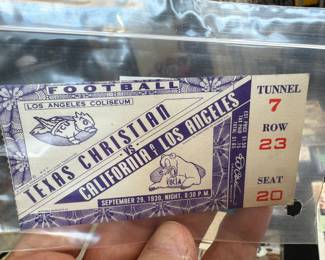 FOOTBALL
LOS ANGELES COLISEUM
TCU
TEXAS CHRISTIAN
VS
CALIFORNIA at LOS ANGELES
UCLA
SEPTEMBER 29, 1939, NIGHT, 8:30 P.M.
TUNNEL
7
ROW
23
SEAT
20